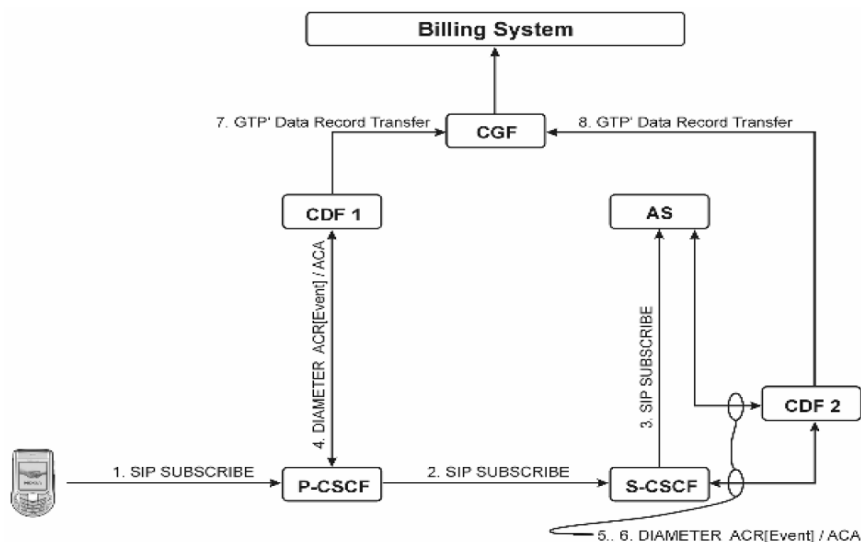 Billing System
7. GTP' Data Record Transfer
CGF
8. GTP' Data Record Transfer
CDF 1
AS
4. DIAMETER ACR[Event] / ACA
3. SIP SUBSCRIBE
CDF 2
1. SIP SUBSCRIBE
P-CSCF
2. SIP SUBSCRIBE
S-CSCF
5.. 6. DIAMETER ACR[Event] / ACA